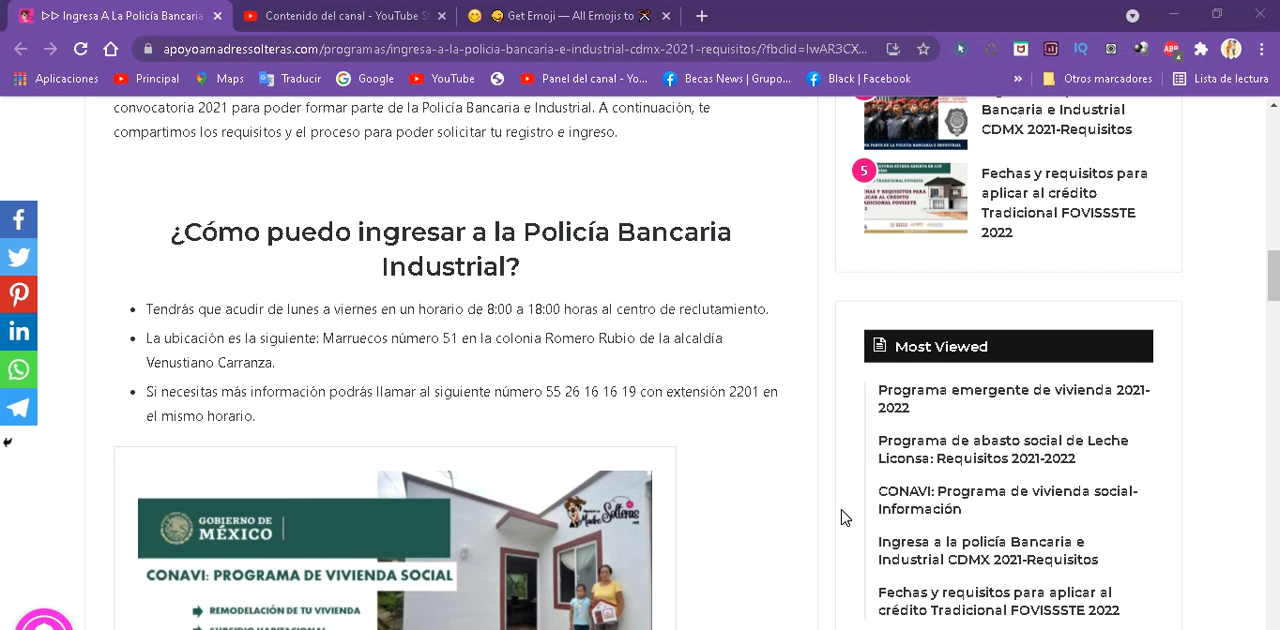 ▷▷ Ingresa A La Policía Bancaria
Contenido del canal - YouTube S
Get Emoji — All Emojis to
apoyoamadressolteras.com/programas/ingresa-a-la-policia-bancaria-e-industrial-cdmx-2021-requisitos/?fbclid=IwAR3CX...
Aplicaciones
Principal
Maps
Traducir
Google
YouTube
Panel del canal - Yo...
Becas News | Grupo...
Black | Facebook
»
Otros marcadores
Lista de lectura
convocatoria 2021 para poder formar parte de la Policía Bancaria e Industrial. A continuación, te
compartimos los requisitos y el proceso para poder solicitar tu registro e ingreso.
¿Cómo puedo ingresar a la Policía Bancaria
Industrial?
• Tendrás que acudir de lunes a viernes en un horario de 8:00 a 18:00 horas al centro de reclutamiento.
• La ubicación es la siguiente: Marruecos número 51 en la colonia Romero Rubio de la alcaldía
Venustiano Carranza.
• Si necesitas más información podrás llamar al siguiente número 55 26 16 16 19 con extensión 2201 en
el mismo horario.
GOBIERNO DE
MÉXICO
CONAVI: PROGRAMA DE VIVIENDA SOCIAL
REMODELACIÓN DE TU VIVIENDA
SUBSIDIO HABITACIONAL
Bancaria e Industrial
CDMX 2021-Requisitos
5
Fechas y requisitos para
aplicar al crédito
Tradicional FOVISSSTE
2022
Most Viewed
Programa emergente de vivienda 2021-
2022
Programa de abasto social de Leche
Liconsa: Requisitos 2021-2022
CONAVI: Programa de vivienda social-
Información
Ingresa a la policía Bancaria e
Industrial CDMX 2021-Requisitos
Fechas y requisitos para aplicar al
crédito Tradicional FOVISSSTE 2022